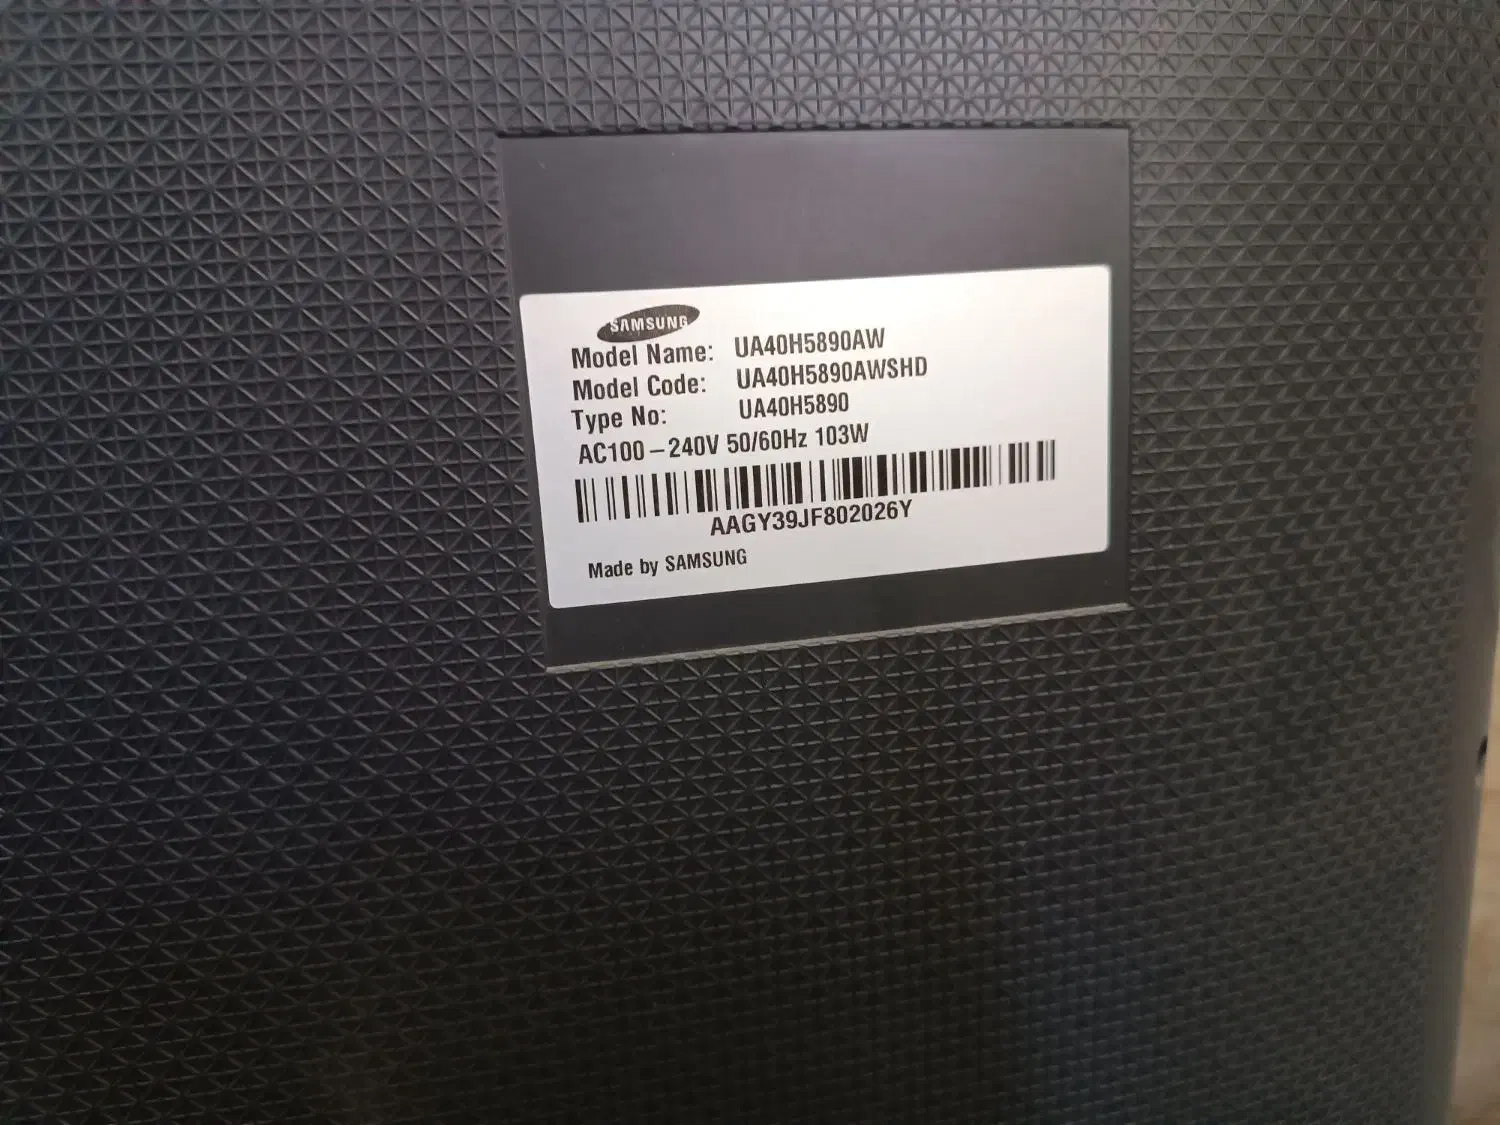 SAMSUNG
Model Name: UA40H5890AW
Model Code: UA40H5890AWSHD
Type No: UA40H5890
AC100-240V 50/60Hz 103W
AAGY39JF802026Y
Made by SAMSUNG